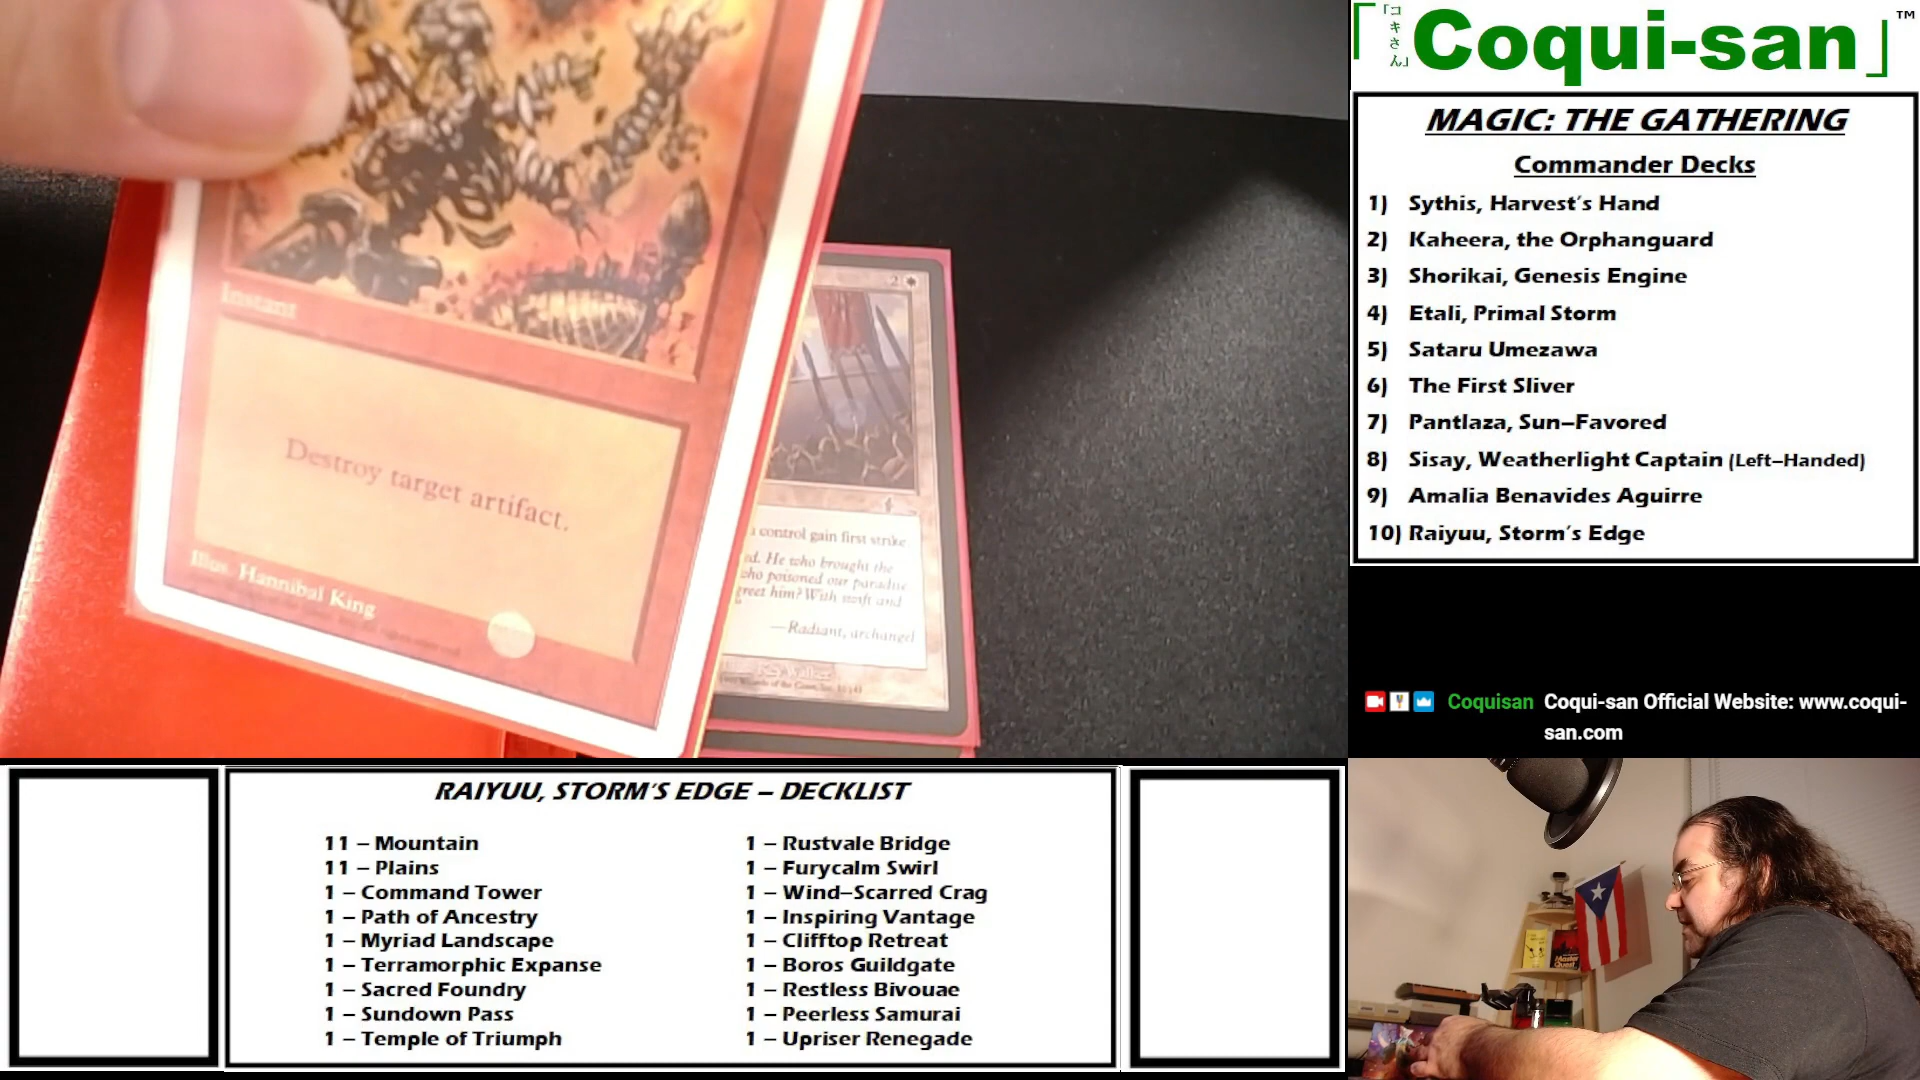 Instant
Destroy target artifact.
Illus. Hannibal King
2
control gain first strike.
ed. He who brought the
who poisoned our paradise
greet him? With swift and
—Radiant, archangel
「コキさん」
「Coqui-san」™
MAGIC: THE GATHERING
Commander Decks
1) Sythis, Harvest's Hand
2) Kaheera, the Orphanguard
3) Shorikai, Genesis Engine
4) Etali, Primal Storm
5) Sataru Umezawa
6) The First Sliver
7) Pantlaza, Sun-Favored
8) Sisay, Weatherlight Captain (Left-Handed)
9) Amalia Benavides Aguirre
10) Raiyuu, Storm's Edge
Coquisan Coqui-san Official Website: www.coqui-
san.com
RAIYUU, STORM'S EDGE – DECKLIST
11 – Mountain
11 – Plains
1 – Command Tower
1 – Path of Ancestry
1 – Myriad Landscape
1 – Terramorphic Expanse
1 – Sacred Foundry
1 – Sundown Pass
1 – Temple of Triumph
1 – Rustvale Bridge
1 – Furycalm Swirl
1 – Wind-Scarred Crag
1 – Inspiring Vantage
1 – Clifftop Retreat
1 – Boros Guildgate
1 – Restless Bivouae
1 – Peerless Samurai
1 – Upriser Renegade
Master
Quest